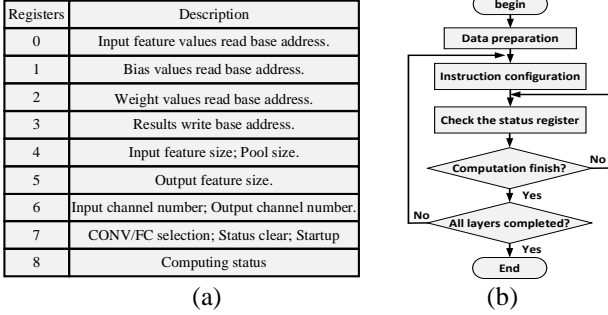 Registers Description
0 Input feature values read base address.
1 Bias values read base address.
2 Weight values read base address.
3 Results write base address.
4 Input feature size; Pool size.
5 Output feature size.
6 Input channel number; Output channel number.
7 CONV/FC selection; Status clear; Startup
8 Computing status
(a)
begin
Data preparation
Instruction configuration
Check the status register
Computation finish?
No
Yes
No
All layers completed?
Yes
End
(b)